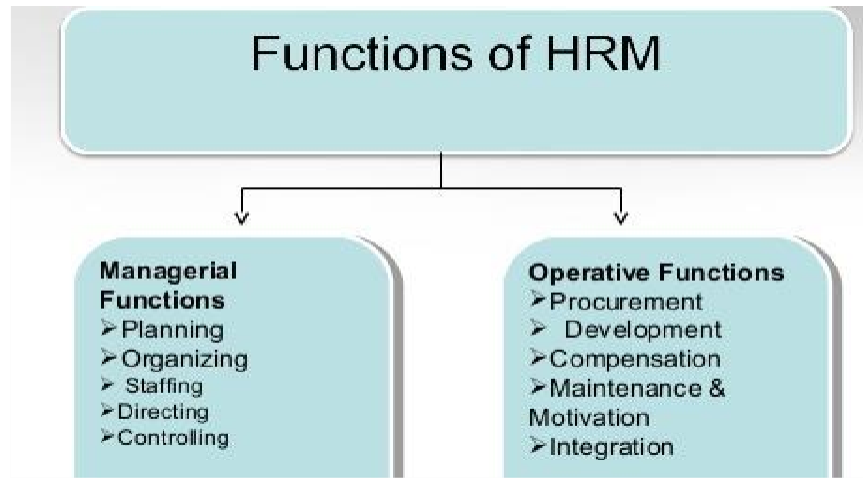 Functions of HRM
Managerial
Functions
➢Planning
➢Organizing
➢ Staffing
➢Directing
➢Controlling
Operative Functions
➢Procurement
➢ Development
➢Compensation
➢Maintenance &
Motivation
➢Integration